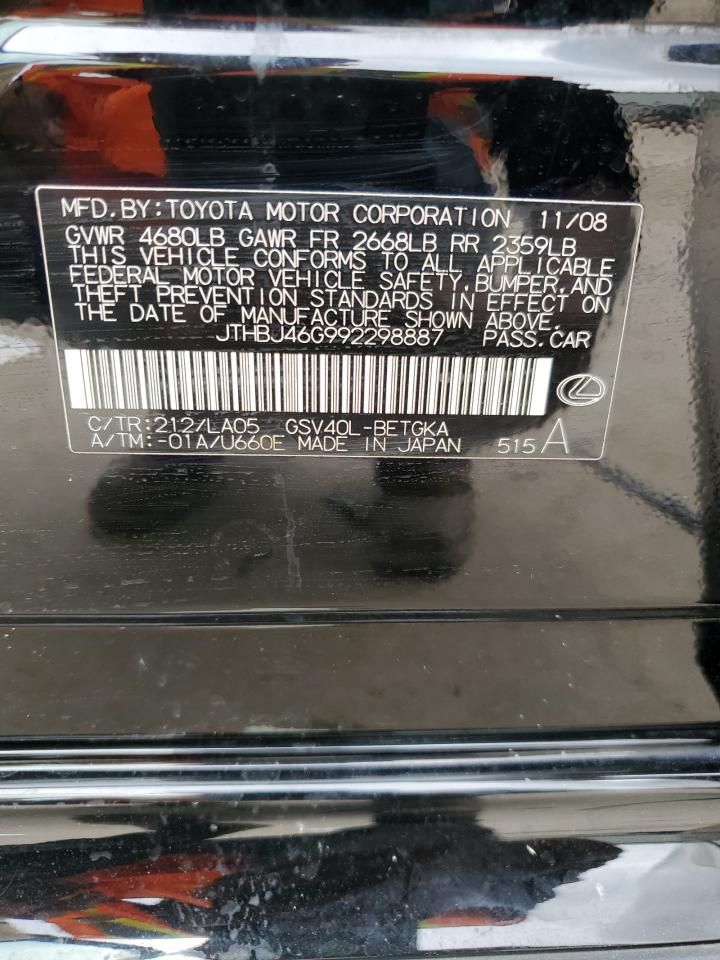 MFD.BY:TOYOTA MOTOR CORPORATION 11/08
GVWR 4680LB GAWR FR 2668LB RR 2359LB
THIS VEHICLE CONFORMS TO ALL APPLICABLE
FEDERAL MOTOR VEHICLE SAFETY,BUMPER,AND
THEFT PREVENTION STANDARDS IN EFFECT ON
THE DATE OF MANUFACTURE SHOWN ABOVE.
JTHBJ46G992298887 PASS.CAR
C/TR:212/LA05 GSV40L-BETGKA
A/TM:-01A/U660E MADE IN JAPAN 515 A